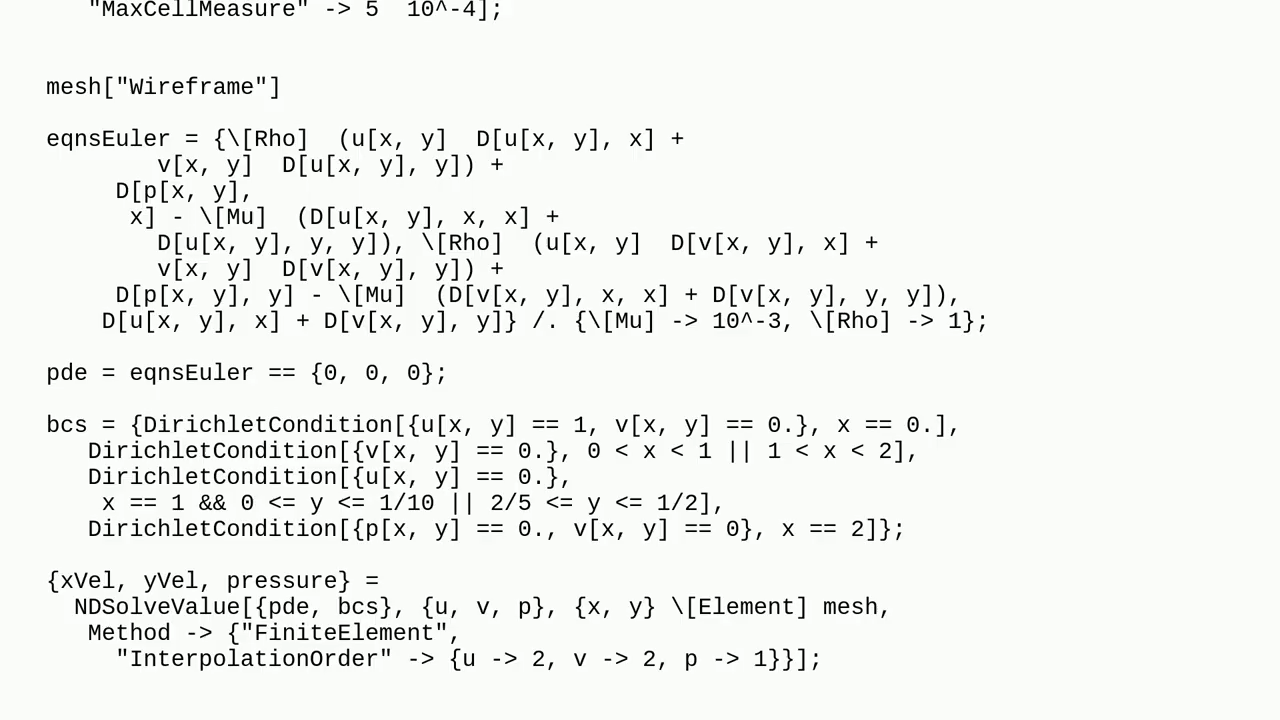 "MaxCellMeasure" -> 5  10^-4];
mesh["Wireframe"]
eqnsEuler = {\[Rho]  (u[x, y]  D[u[x, y], x] +
v[x, y]  D[u[x, y], y]) +
D[p[x, y],
x] - \[Mu]  (D[u[x, y], x, x] +
D[u[x, y], y, y]), \[Rho]  (u[x, y]  D[v[x, y], x] +
v[x, y]  D[v[x, y], y]) +
D[p[x, y], y] - \[Mu]  (D[v[x, y], x, x] + D[v[x, y], y, y]),
D[u[x, y], x] + D[v[x, y], y]} /. {\[Mu] -> 10^-3, \[Rho] -> 1};
pde = eqnsEuler == {0, 0, 0};
bcs = {DirichletCondition[{u[x, y] == 1, v[x, y] == 0.}, x == 0.],
DirichletCondition[{v[x, y] == 0.}, 0 < x < 1 || 1 < x < 2],
DirichletCondition[{u[x, y] == 0.},
x == 1 && 0 <= y <= 1/10 || 2/5 <= y <= 1/2],
DirichletCondition[{p[x, y] == 0., v[x, y] == 0}, x == 2]};
{xVel, yVel, pressure} =
NDSolveValue[{pde, bcs}, {u, v, p}, {x, y} \[Element] mesh,
Method -> {"FiniteElement",
"InterpolationOrder" -> {u -> 2, v -> 2, p -> 1}}];